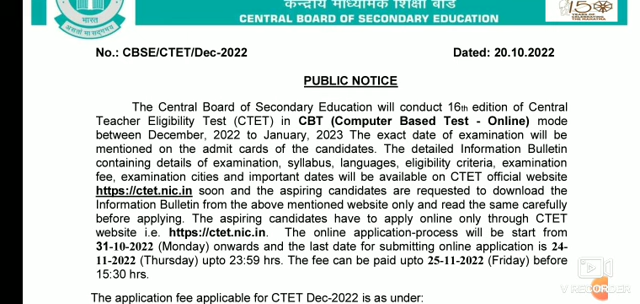 केन्द्रीय माध्यमिक शिक्षा बोर्ड
भारत
CENTRAL BOARD OF SECONDARY EDUCATION
No.: CBSE/CTET/Dec-2022 Dated: 20.10.2022
PUBLIC NOTICE
The Central Board of Secondary Education will conduct 16th edition of Central
Teacher Eligibility Test (CTET) in CBT (Computer Based Test - Online) mode
between December, 2022 to January, 2023 The exact date of examination will be
mentioned on the admit cards of the candidates. The detailed Information Bulletin
containing details of examination, syllabus, languages, eligibility criteria, examination
fee, examination cities and important dates will be available on CTET official website
https://ctet.nic.in soon and the aspiring candidates are requested to download the
Information Bulletin from the above mentioned website only and read the same carefully
before applying. The aspiring candidates have to apply online only through CTET
website i.e. https://ctet.nic.in. The online application-process will be start from
31-10-2022 (Monday) onwards and the last date for submitting online application is 24-
11-2022 (Thursday) upto 23:59 hrs. The fee can be paid upto 25-11-2022 (Friday) before
15:30 hrs.
The application fee applicable for CTET Dec-2022 is as under:
V RECORDER